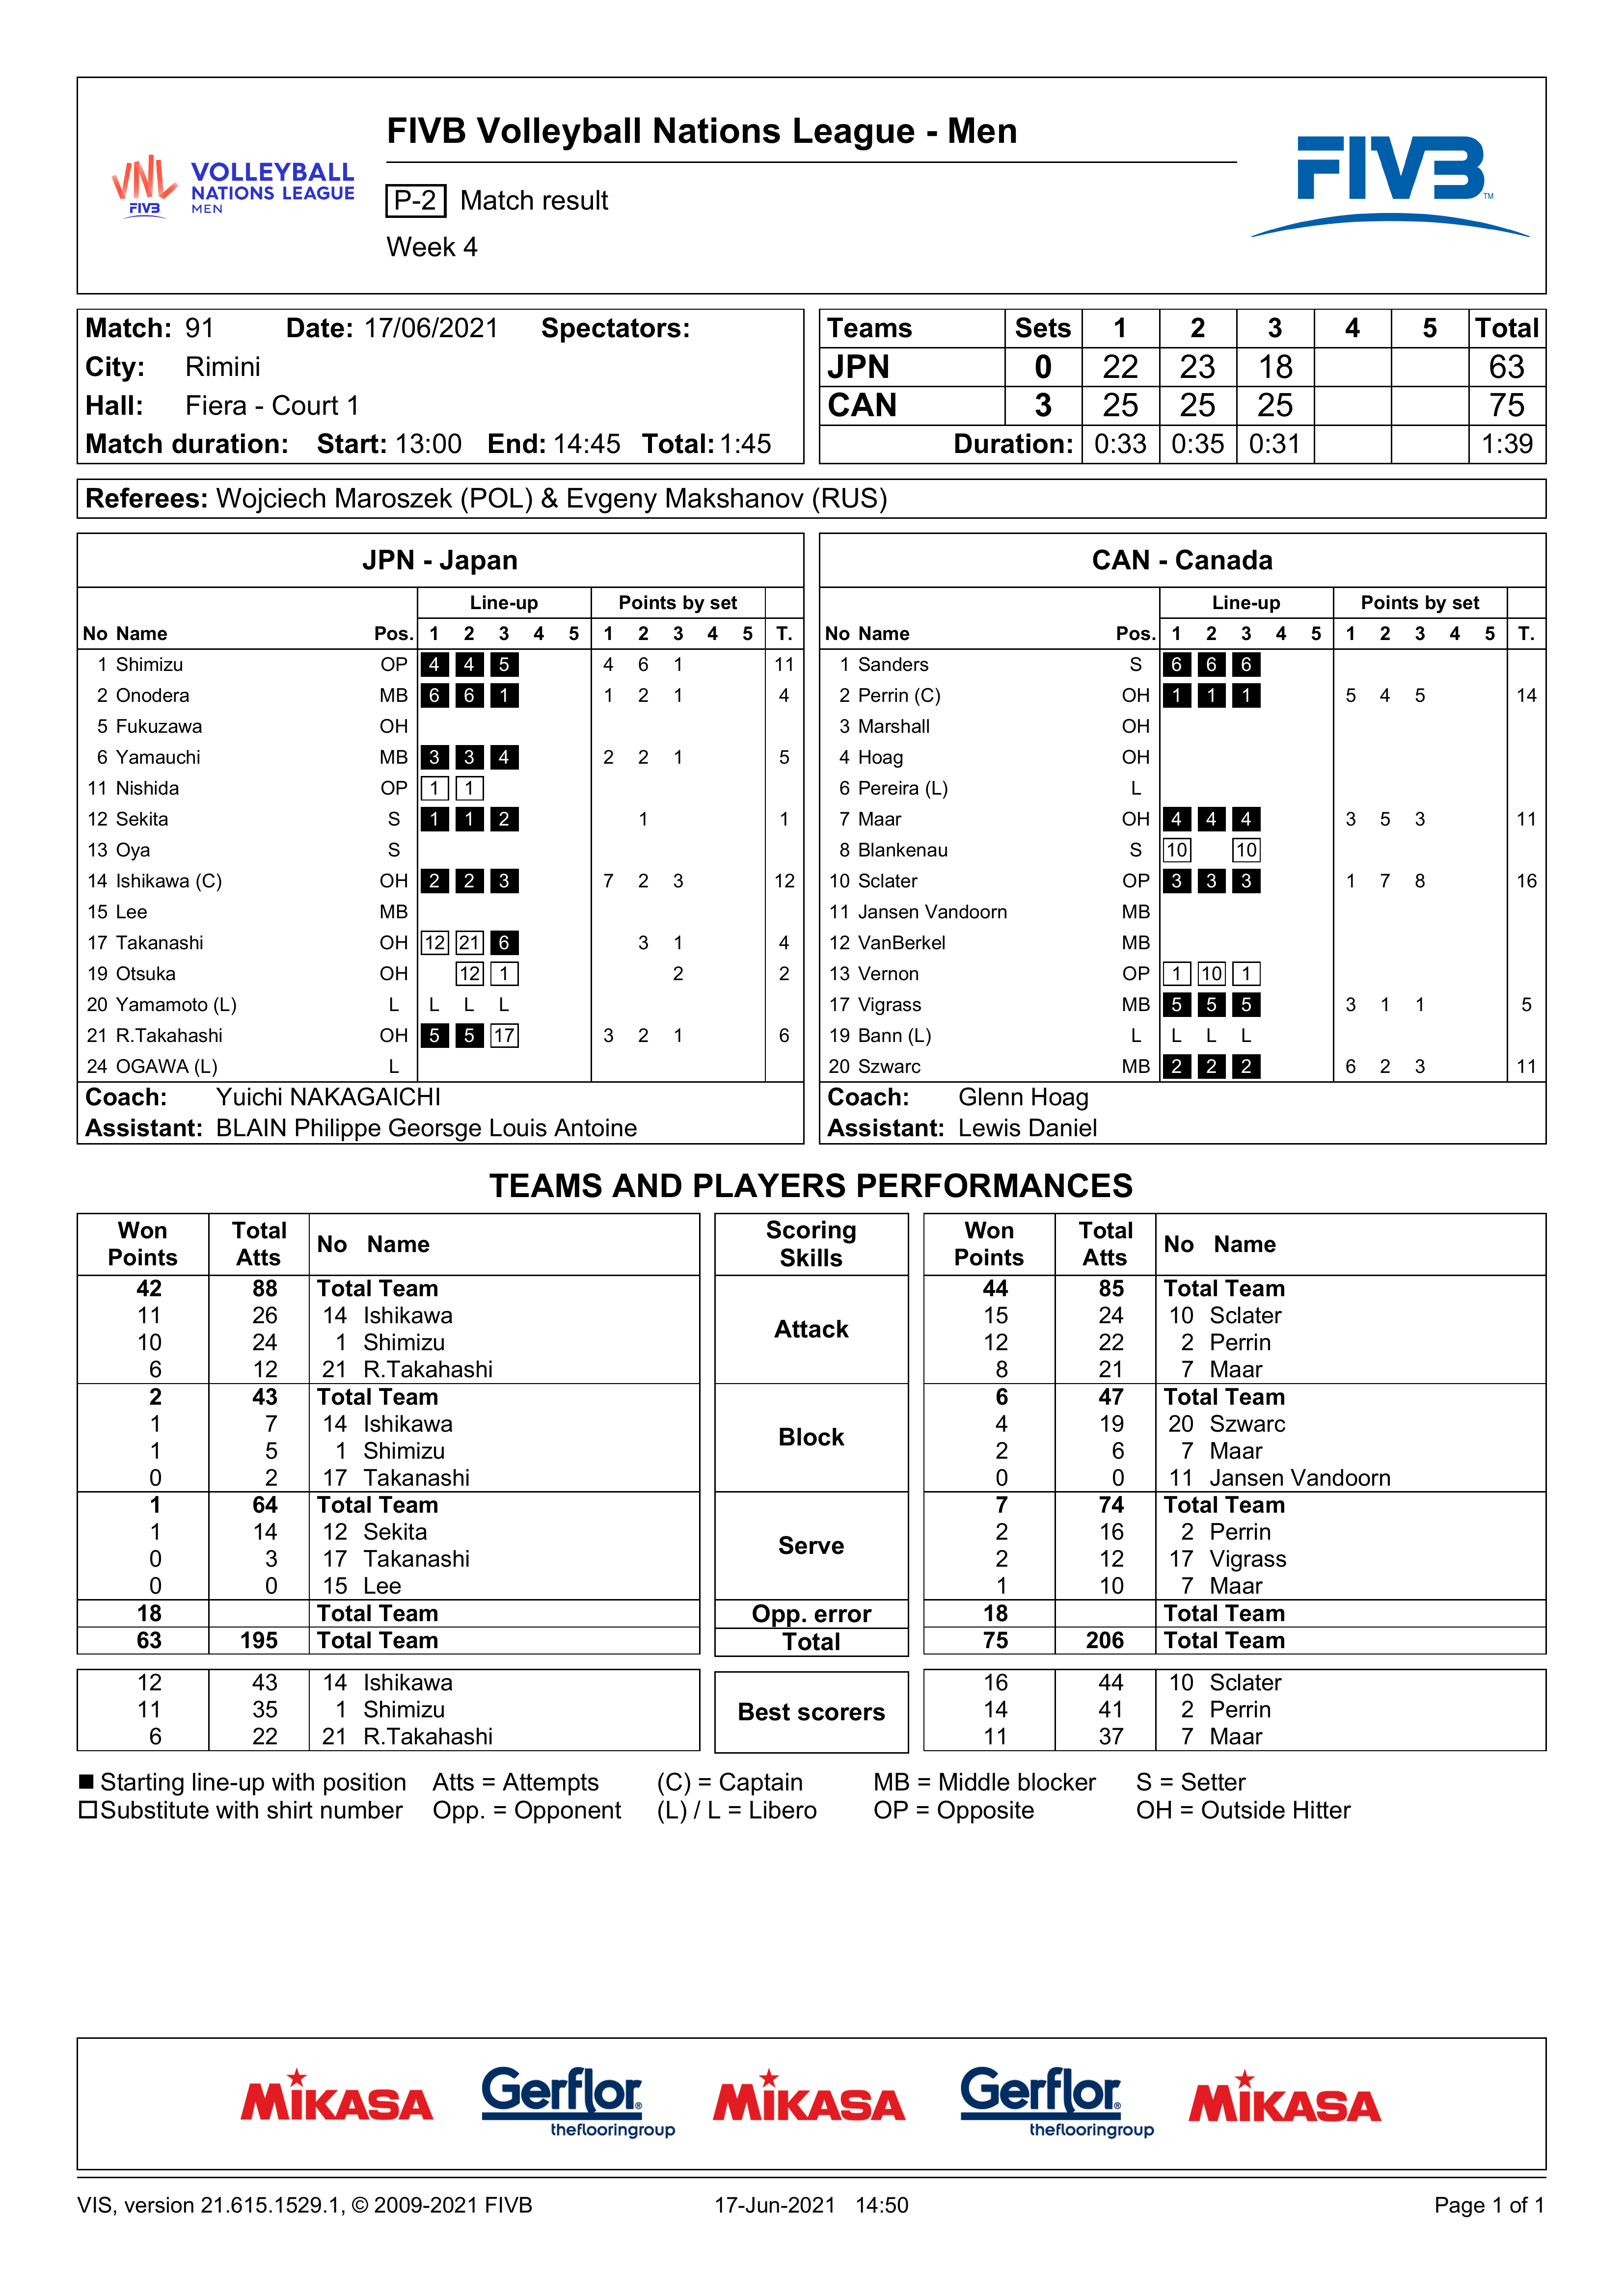 FIVB Volleyball Nations League - Men
VNL FIVB VOLLEYBALL NATIONS LEAGUE MEN
P-2 Match result
Week 4
FIVB TM
Match: 91 Date: 17/06/2021 Spectators:
City: Rimini
Hall: Fiera - Court 1
Match duration: Start: 13:00 End: 14:45 Total: 1:45
Teams Sets 1 2 3 4 5 Total
JPN 0 22 23 18 63
CAN 3 25 25 25 75
Duration: 0:33 0:35 0:31 1:39
Referees: Wojciech Maroszek (POL) & Evgeny Makshanov (RUS)
JPN - Japan
Line-up Points by set
No Name Pos. 1 2 3 4 5 1 2 3 4 5 T.
1 Shimizu OP 4 4 5 4 6 1 11
2 Onodera MB 6 6 1 1 2 1 4
5 Fukuzawa OH
6 Yamauchi MB 3 3 4 2 2 1 5
11 Nishida OP 1 1
12 Sekita S 1 1 2 1 1
13 Oya S
14 Ishikawa (C) OH 2 2 3 7 2 3 12
15 Lee MB
17 Takanashi OH 12 21 6 3 1 4
19 Otsuka OH 12 1 2 2
20 Yamamoto (L) L L L L
21 R.Takahashi OH 5 5 17 3 2 1 6
24 OGAWA (L) L
Coach: Yuichi NAKAGAICHI
Assistant: BLAIN Philippe Georsge Louis Antoine
CAN - Canada
Line-up Points by set
No Name Pos. 1 2 3 4 5 1 2 3 4 5 T.
1 Sanders S 6 6 6
2 Perrin (C) OH 1 1 1 5 4 5 14
3 Marshall OH
4 Hoag OH
6 Pereira (L) L
7 Maar OH 4 4 4 3 5 3 11
8 Blankenau S 10 10
10 Sclater OP 3 3 3 1 7 8 16
11 Jansen Vandoorn MB
12 VanBerkel MB
13 Vernon OP 1 10 1
17 Vigrass MB 5 5 5 3 1 1 5
19 Bann (L) L L L L
20 Szwarc MB 2 2 2 6 2 3 11
Coach: Glenn Hoag
Assistant: Lewis Daniel
TEAMS AND PLAYERS PERFORMANCES
Won Points Total Atts No Name Scoring Skills Won Points Total Atts No Name
42 88 Total Team 44 85 Total Team
11 26 14 Ishikawa 15 24 10 Sclater
Attack
10 24 1 Shimizu 12 22 2 Perrin
6 12 21 R.Takahashi 8 21 7 Maar
2 43 Total Team 6 47 Total Team
1 7 14 Ishikawa 4 19 20 Szwarc
Block
1 5 1 Shimizu 2 6 7 Maar
0 2 17 Takanashi 0 0 11 Jansen Vandoorn
1 64 Total Team 7 74 Total Team
1 14 12 Sekita 2 16 2 Perrin
Serve
0 3 17 Takanashi 2 12 17 Vigrass
0 0 15 Lee 1 10 7 Maar
18 Total Team Opp. error 18 Total Team
63 195 Total Team Total 75 206 Total Team
12 43 14 Ishikawa 16 44 10 Sclater
11 35 1 Shimizu Best scorers 14 41 2 Perrin
6 22 21 R.Takahashi 11 37 7 Maar
Starting line-up with position Atts = Attempts (C) = Captain MB = Middle blocker S = Setter
Substitute with shirt number Opp. = Opponent (L) / L = Libero OP = Opposite OH = Outside Hitter
MIKASA Gerflor® theflooringgroup MIKASA Gerflor® theflooringgroup MIKASA
VIS, version 21.615.1529.1, © 2009-2021 FIVB 17-Jun-2021 14:50 Page 1 of 1